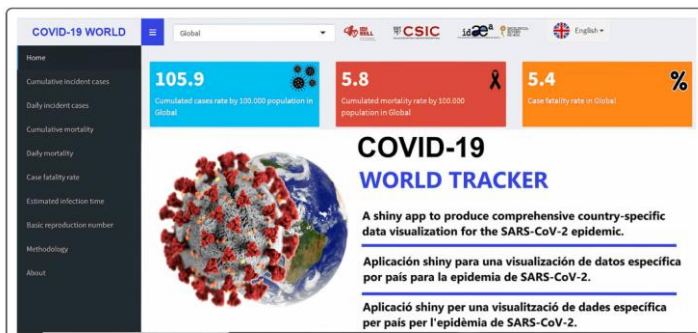 COVID-19 WORLD
Global
CSIC
idæa
English
Home
Cumulative incident cases
Daily incident cases
Cumulative mortality
Daily mortality
Case fatality rate
Estimated infection time
Basic reproduction number
Methodology
About
105.9
Cumulated cases rate by 100.000 population in
Global
5.8
Cumulated mortality rate by 100.000
population in Global
5.4
Case fatality rate in Global
%
COVID-19
WORLD TRACKER
A shiny app to produce comprehensive country-specific
data visualization for the SARS-CoV-2 epidemic.
Aplicación shiny para una visualización de datos específica
por país para la epidemia de SARS-CoV-2.
Aplicació shiny per una visualització de dades específica
per país per l'epidèmia de SARS-CoV-2.